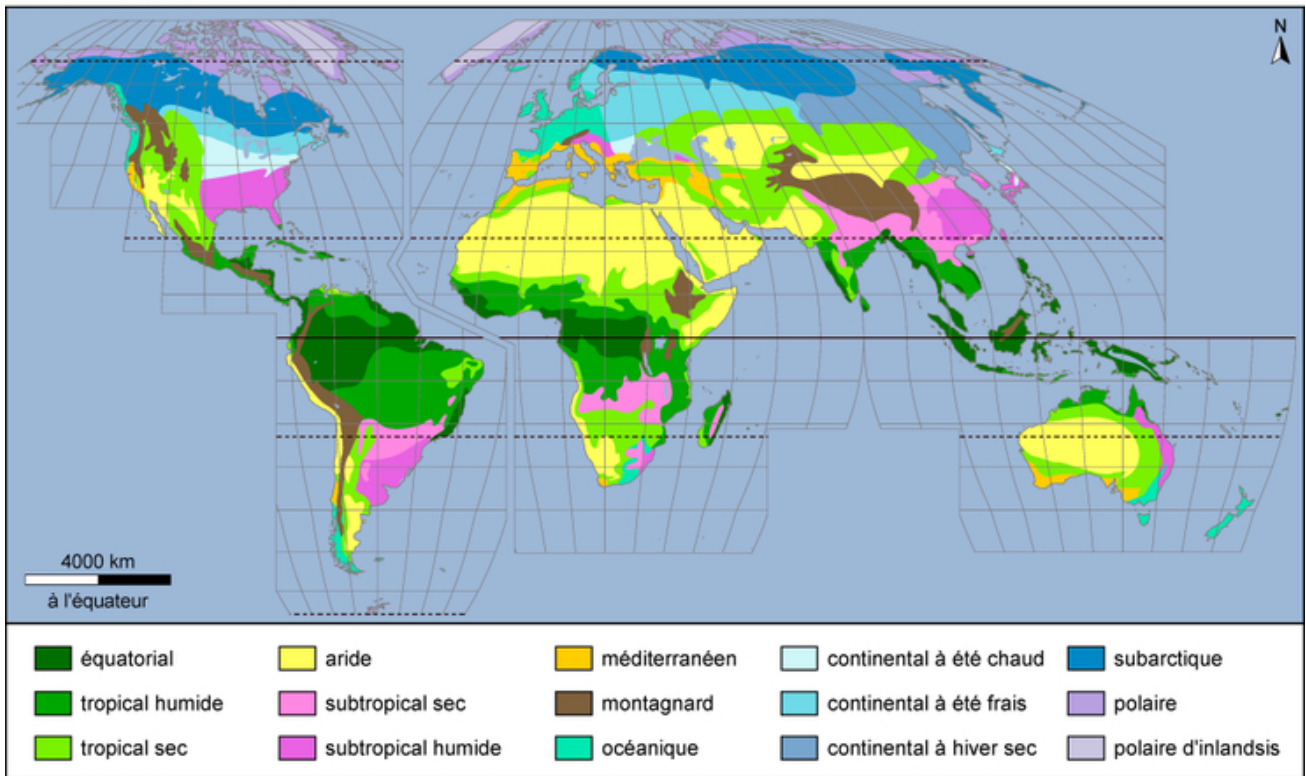 N
4000 km
à l'équateur
équatorial
aride
méditerranéen
continental à été chaud
subarctique
tropical humide
subtropical sec
montagnard
continental à été frais
polaire
tropical sec
subtropical humide
océanique
continental à hiver sec
polaire d'inlandsis